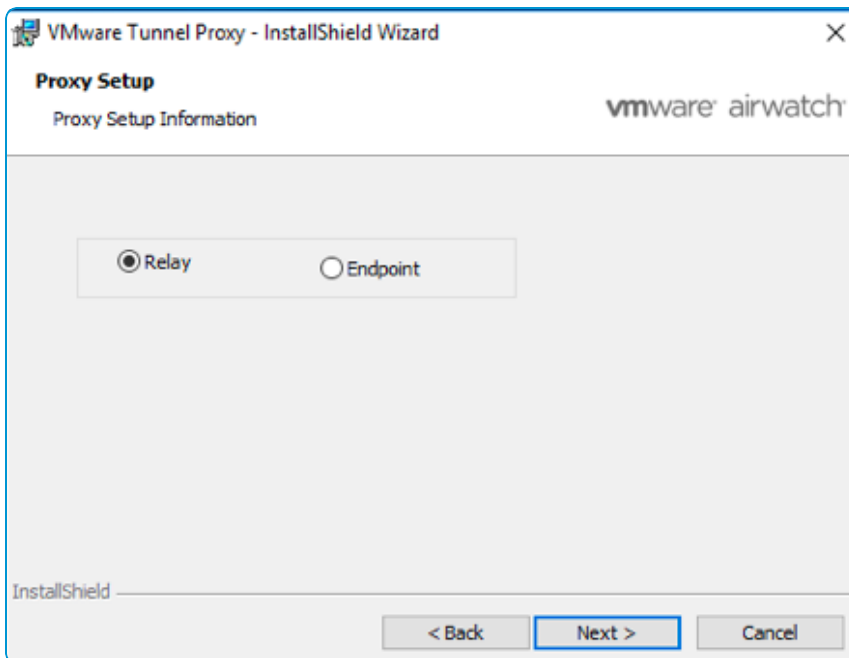 VMware Tunnel Proxy - InstallShield Wizard
Proxy Setup
Proxy Setup Information
vmware airwatch
Relay
Endpoint
InstallShield
< Back Next > Cancel